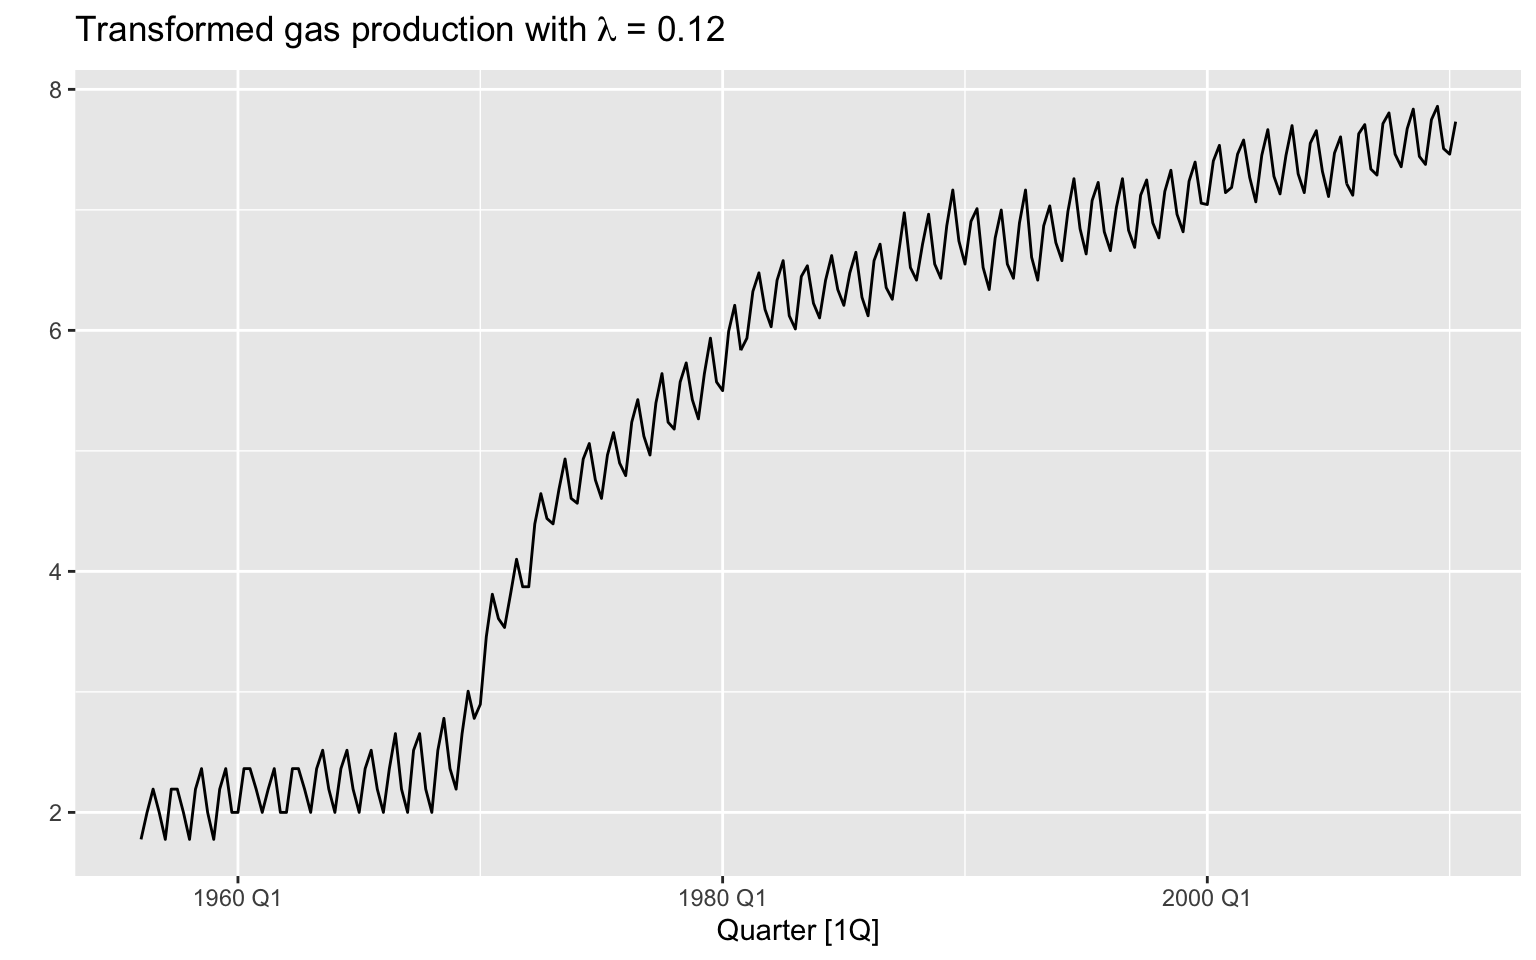 Transformed gas production with λ = 0.12
8
6
4
2
1960 Q1 1980 Q1 2000 Q1
Quarter [1Q]